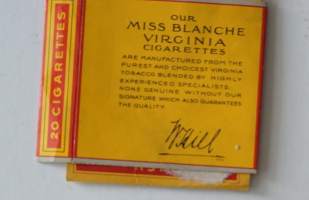 OUR
MISS BLANCHE
VIRGINIA
CIGARETTES
ARE MANUFACTURED FROM THE
PUREST AND CHOICEST VIRGINIA
TOBACCO BLENDED BY HIGHLY
EXPERIENCED SPECIALISTS.
NONE GENUINE WITHOUT OUR
SIGNATURE WHICH ALSO GUARANTEES
THE QUALITY.
20 CIGARETTES